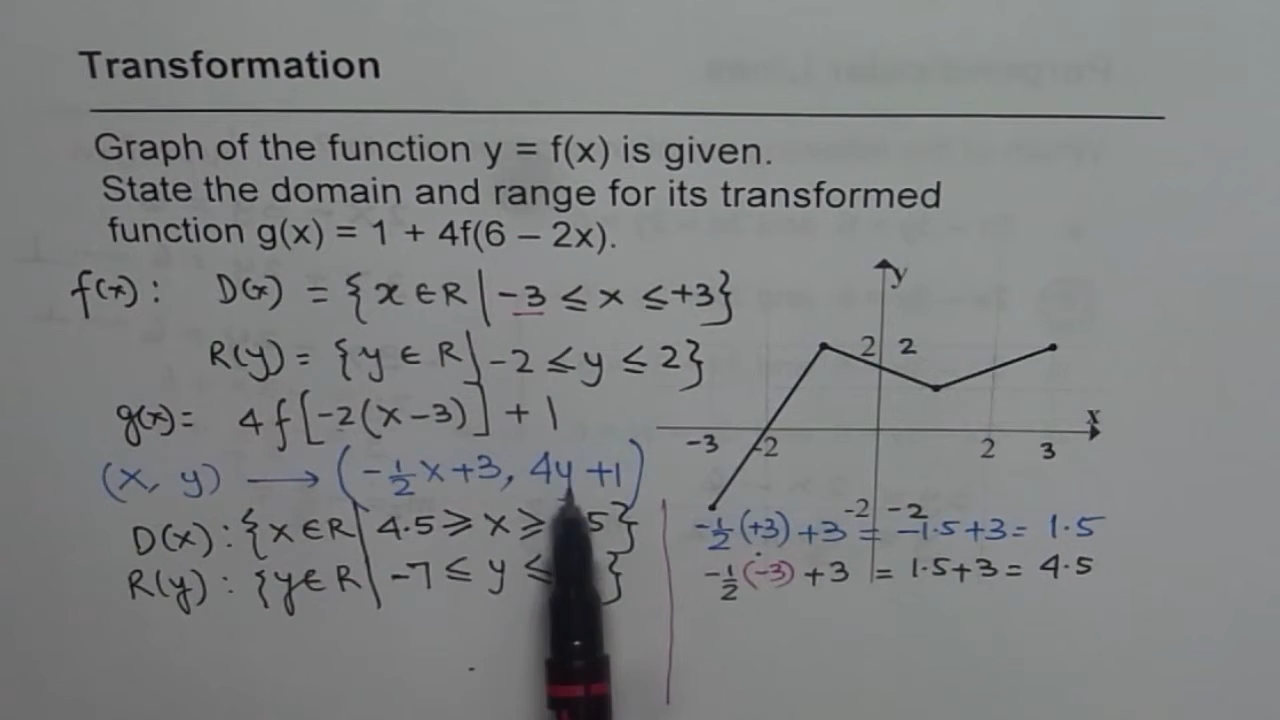 Transformation
Graph of the function y = f(x) is given.
State the domain and range for its transformed
function g(x) = 1 + 4f(6 – 2x).
f(x) : D(x) = {x ∈ R | -3 ≤ x ≤ +3}
R(y) = {y ∈ R | -2 ≤ y ≤ 2}
g(x) = 4f[-2(x-3)] + 1
(x, y) → (-1/2 x+3, 4y+1)
D(x) : {x ∈ R | 4.5 ≥ x ≥ .5}
R(y) : {y ∈ R | -7 ≤ y ≤ }
y
2 2
x
-3 -2 2 3
-2 -2
-1/2 (+3) +3 = -1.5+3 = 1.5
-1/2 (-3) +3 = 1.5+3 = 4.5